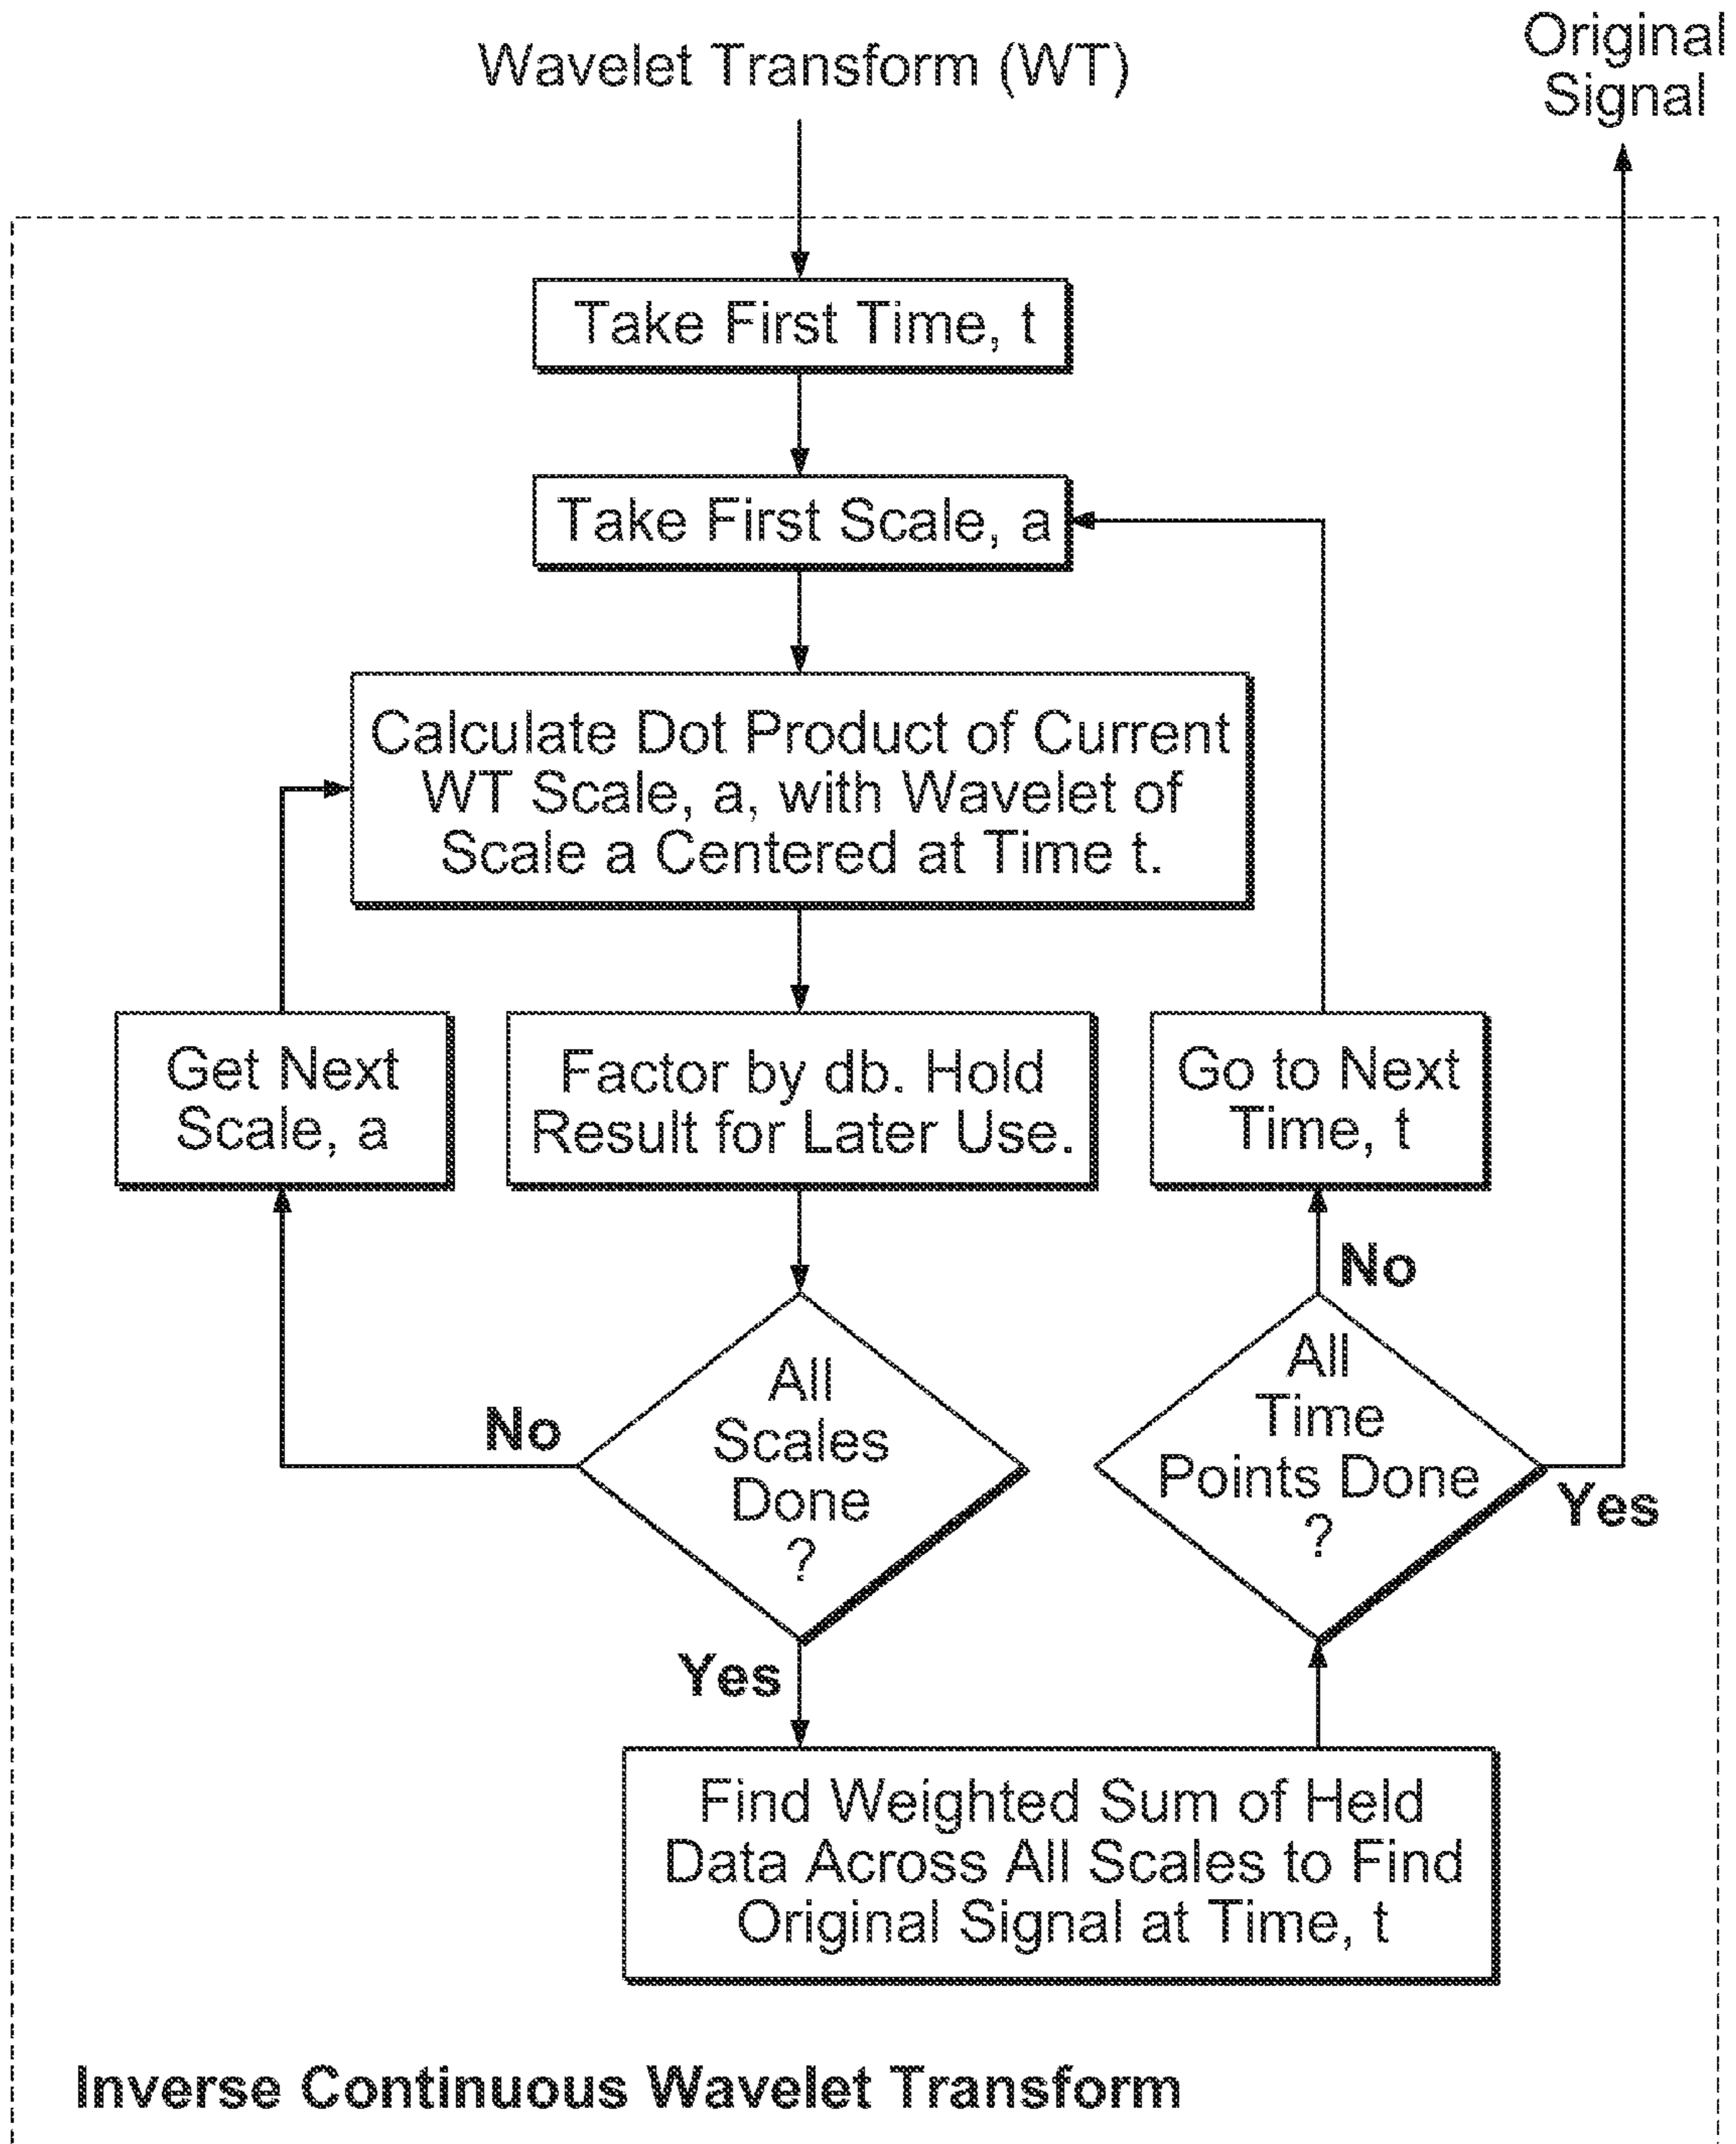 Wavelet Transform (WT)
Original
Signal
Take First Time, t
Take First Scale, a
Calculate Dot Product of Current
WT Scale, a, with Wavelet of
Scale a Centered at Time t.
Get Next
Scale, a
Factor by db. Hold
Result for Later Use.
Go to Next
Time, t
No
All
Scales
Done
?
No
All
Time
Points Done
?
Yes
Yes
Find Weighted Sum of Held
Data Across All Scales to Find
Original Signal at Time, t
Inverse Continuous Wavelet Transform